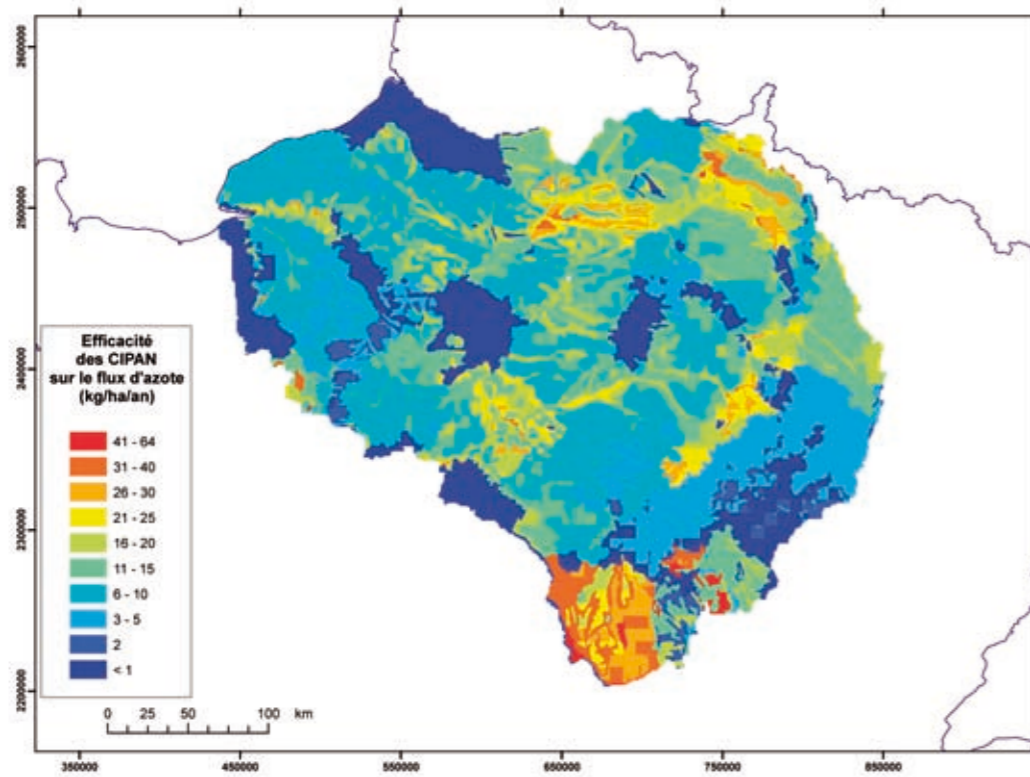 2600000
2500000
2400000
2300000
2200000
Efficacité
des CIPAN
sur le flux d'azote
(kg/ha/an)
41 - 64
31 - 40
26 - 30
21 - 25
16 - 20
11 - 15
6 - 10
3 - 5
2
< 1
0 25 50 100 km
350000 450000 550000 650000 750000 850000